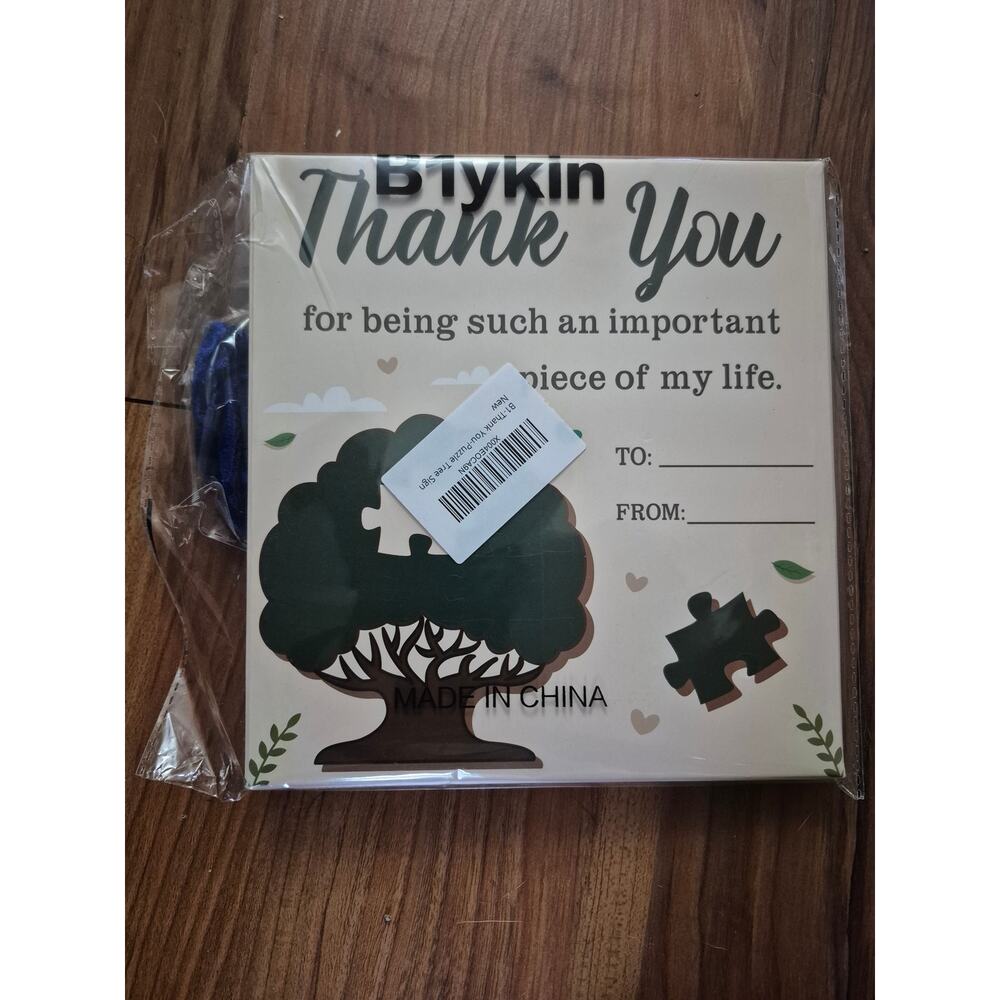 B1ykin
Thank You
for being such an important
piece of my life.
B1-Thank You-Puzzle Tree Sign
New
X004EOCA9N
TO:
FROM:
MADE IN CHINA